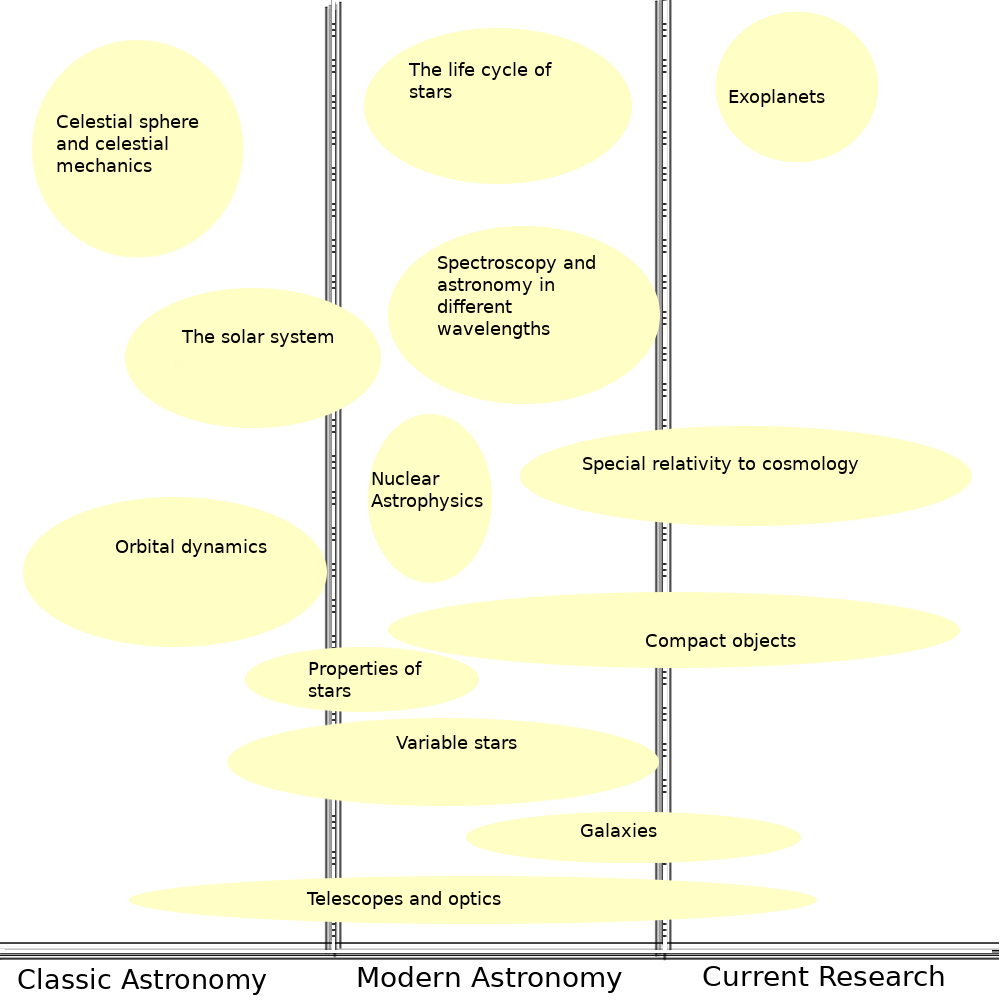 The life cycle of
stars
Exoplanets
Celestial sphere
and celestial
mechanics
Spectroscopy and
astronomy in
different
wavelengths
The solar system
Special relativity to cosmology
Nuclear
Astrophysics
Orbital dynamics
Compact objects
Properties of
stars
Variable stars
Galaxies
Telescopes and optics
Classic Astronomy
Modern Astronomy
Current Research